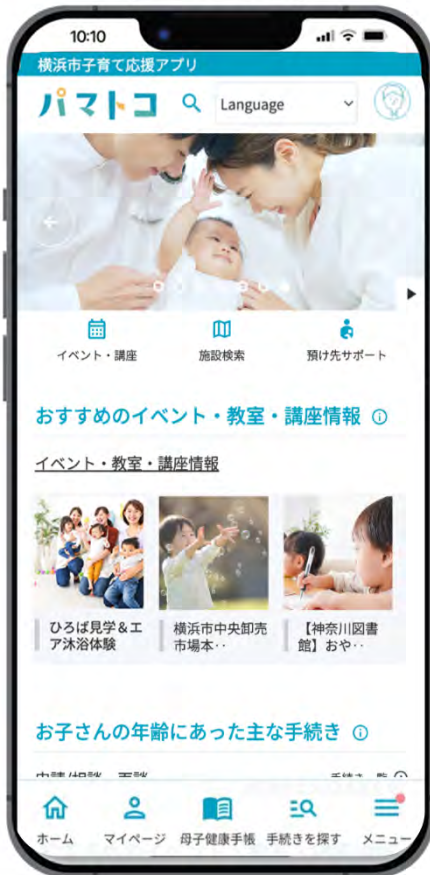 10:10
横浜市子育て応援アプリ
パマトコ
Language
イベント・講座
施設検索
預け先サポート
おすすめのイベント・教室・講座情報
イベント・教室・講座情報
ひろば見学&エ
ア沐浴体験
横浜市中央卸売
市場本‥
【神奈川図書
館】おや‥
お子さんの年齢にあった主な手続き
ホーム
マイページ
母子健康手帳
手続きを探す
メニュー